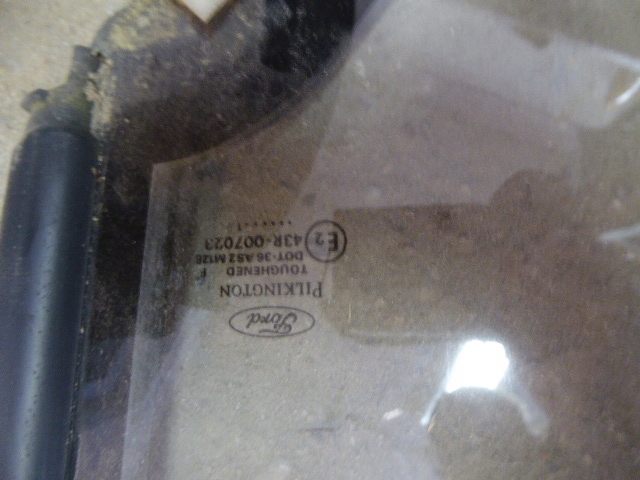 Ford
PILKINGTON
TOUGHENED F
DOT-36 AS2 M126
E2 43R-007023